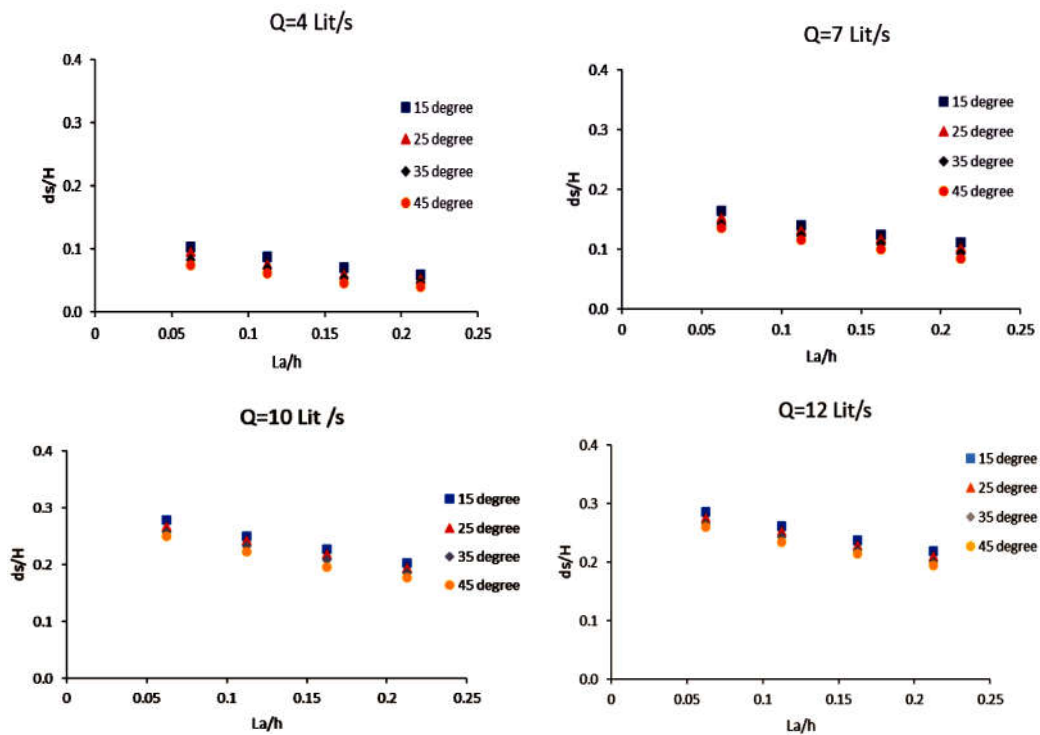 Q=4 Lit/s
0.4
0.3
0.2
0.1
0.0
ds/H
0
0.05
0.1
0.15
0.2
0.25
La/h
15 degree
25 degree
35 degree
45 degree
Q=7 Lit/s
0.4
0.3
0.2
0.1
0.0
ds/H
0
0.05
0.1
0.15
0.2
0.25
La/h
15 degree
25 degree
35 degree
45 degree
Q=10 Lit /s
0.4
0.3
0.2
0.1
0.0
ds/H
0
0.05
0.1
0.15
0.2
0.25
La/h
15 degree
25 degree
35 degree
45 degree
Q=12 Lit/s
0.4
0.3
0.2
0.1
0.0
ds/H
0
0.05
0.1
0.15
0.2
0.25
La/h
15 degree
25 degree
35 degree
45 degree